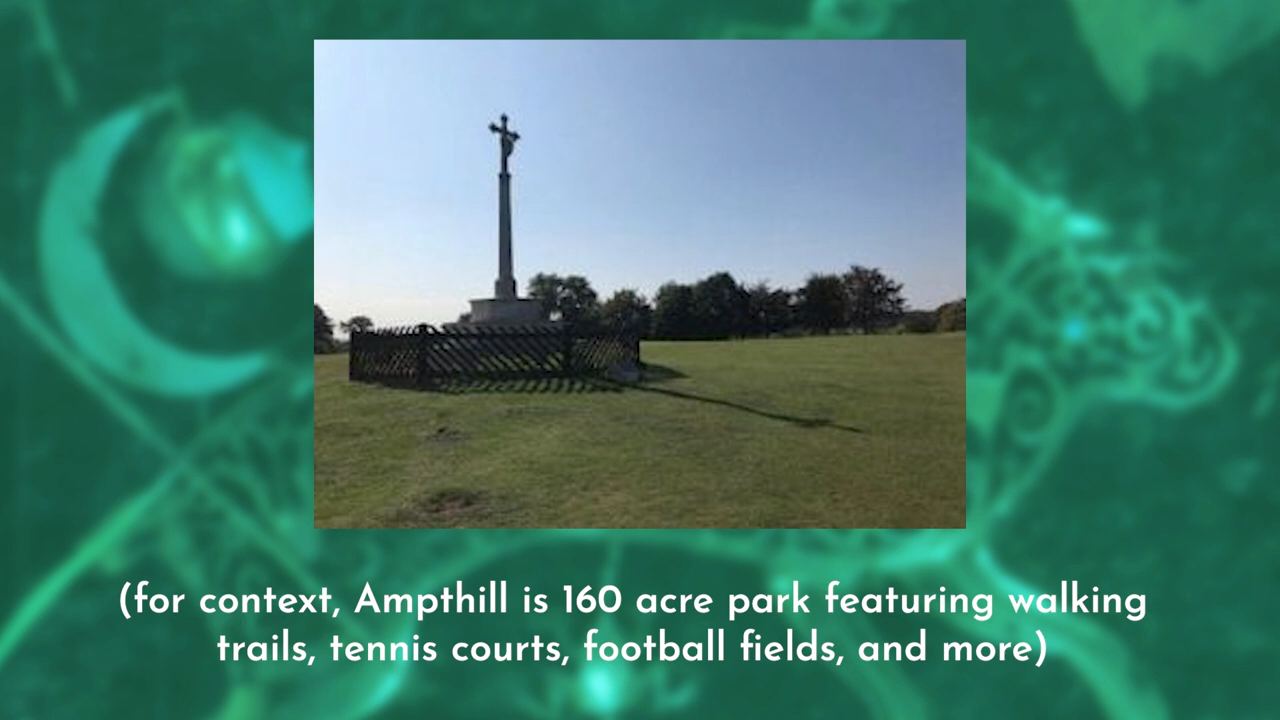 (for context, Ampthill is 160 acre park featuring walking
trails, tennis courts, football fields, and more)